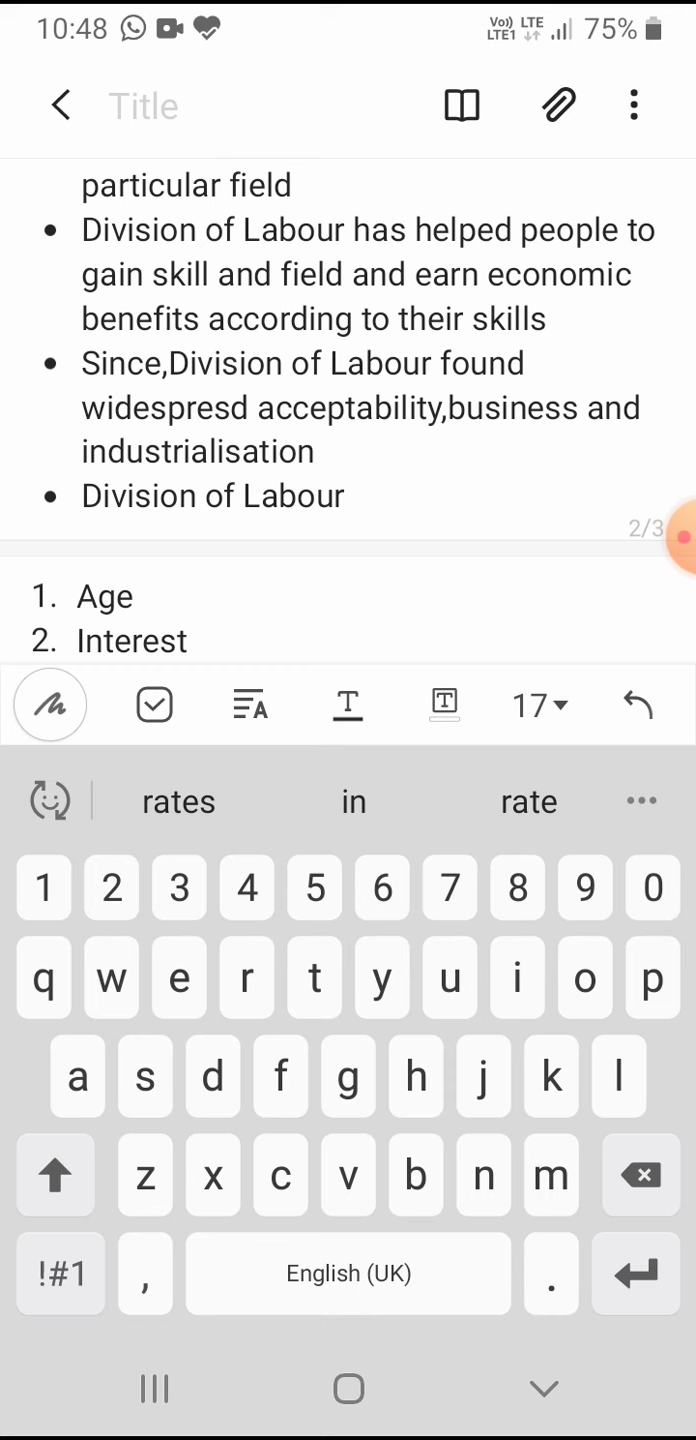 10:48 Vo) LTE LTE1 75%
Title
particular field
• Division of Labour has helped people to
gain skill and field and earn economic
benefits according to their skills
• Since,Division of Labour found
widespresd acceptability,business and
industrialisation
• Division of Labour
2/3
1. Age
2. Interest
A T T 17
rates in rate
1 2 3 4 5 6 7 8 9 0
q w e r t y u i o p
a s d f g h j k l
z x c v b n m
!#1 , English (UK) .